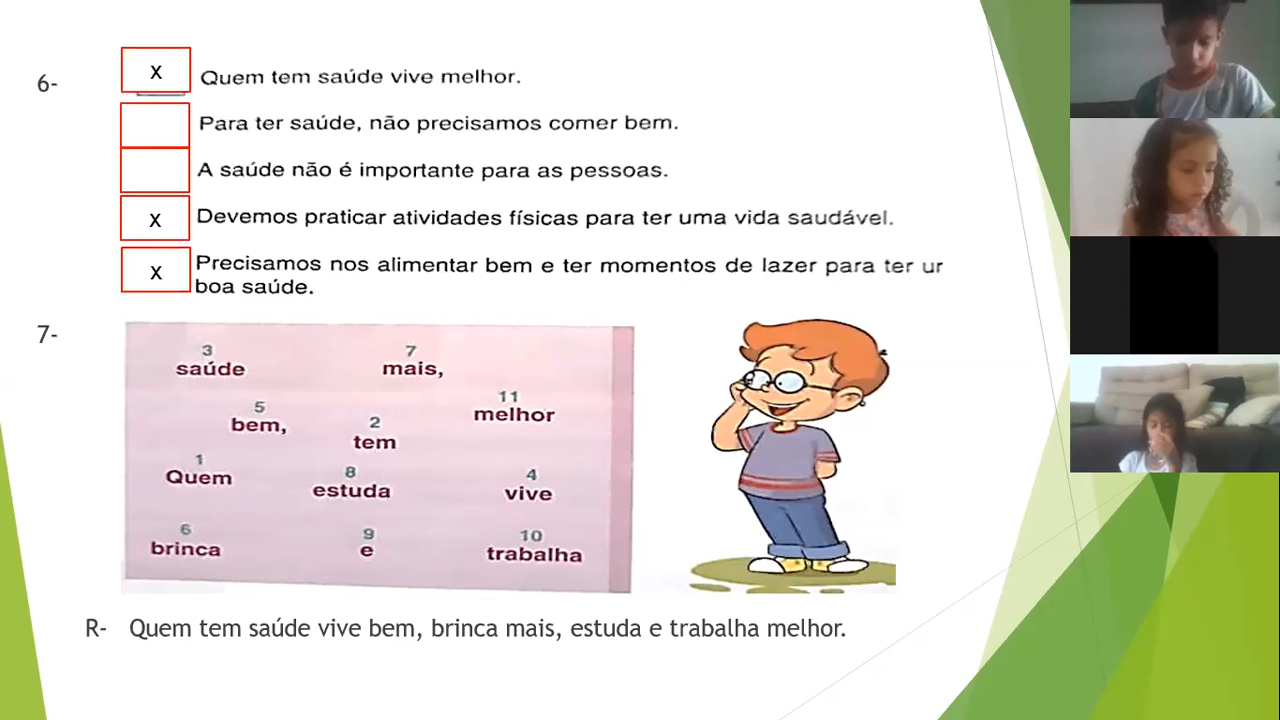 6-
x Quem tem saúde vive melhor.
Para ter saúde, não precisamos comer bem.
A saúde não é importante para as pessoas.
x Devemos praticar atividades físicas para ter uma vida saudável.
x Precisamos nos alimentar bem e ter momentos de lazer para ter ur
boa saúde.
7-
3 7
saúde mais,
5 11
bem, melhor
2
tem
1 8 4
Quem estuda vive
6 9 10
brinca e trabalha
R- Quem tem saúde vive bem, brinca mais, estuda e trabalha melhor.